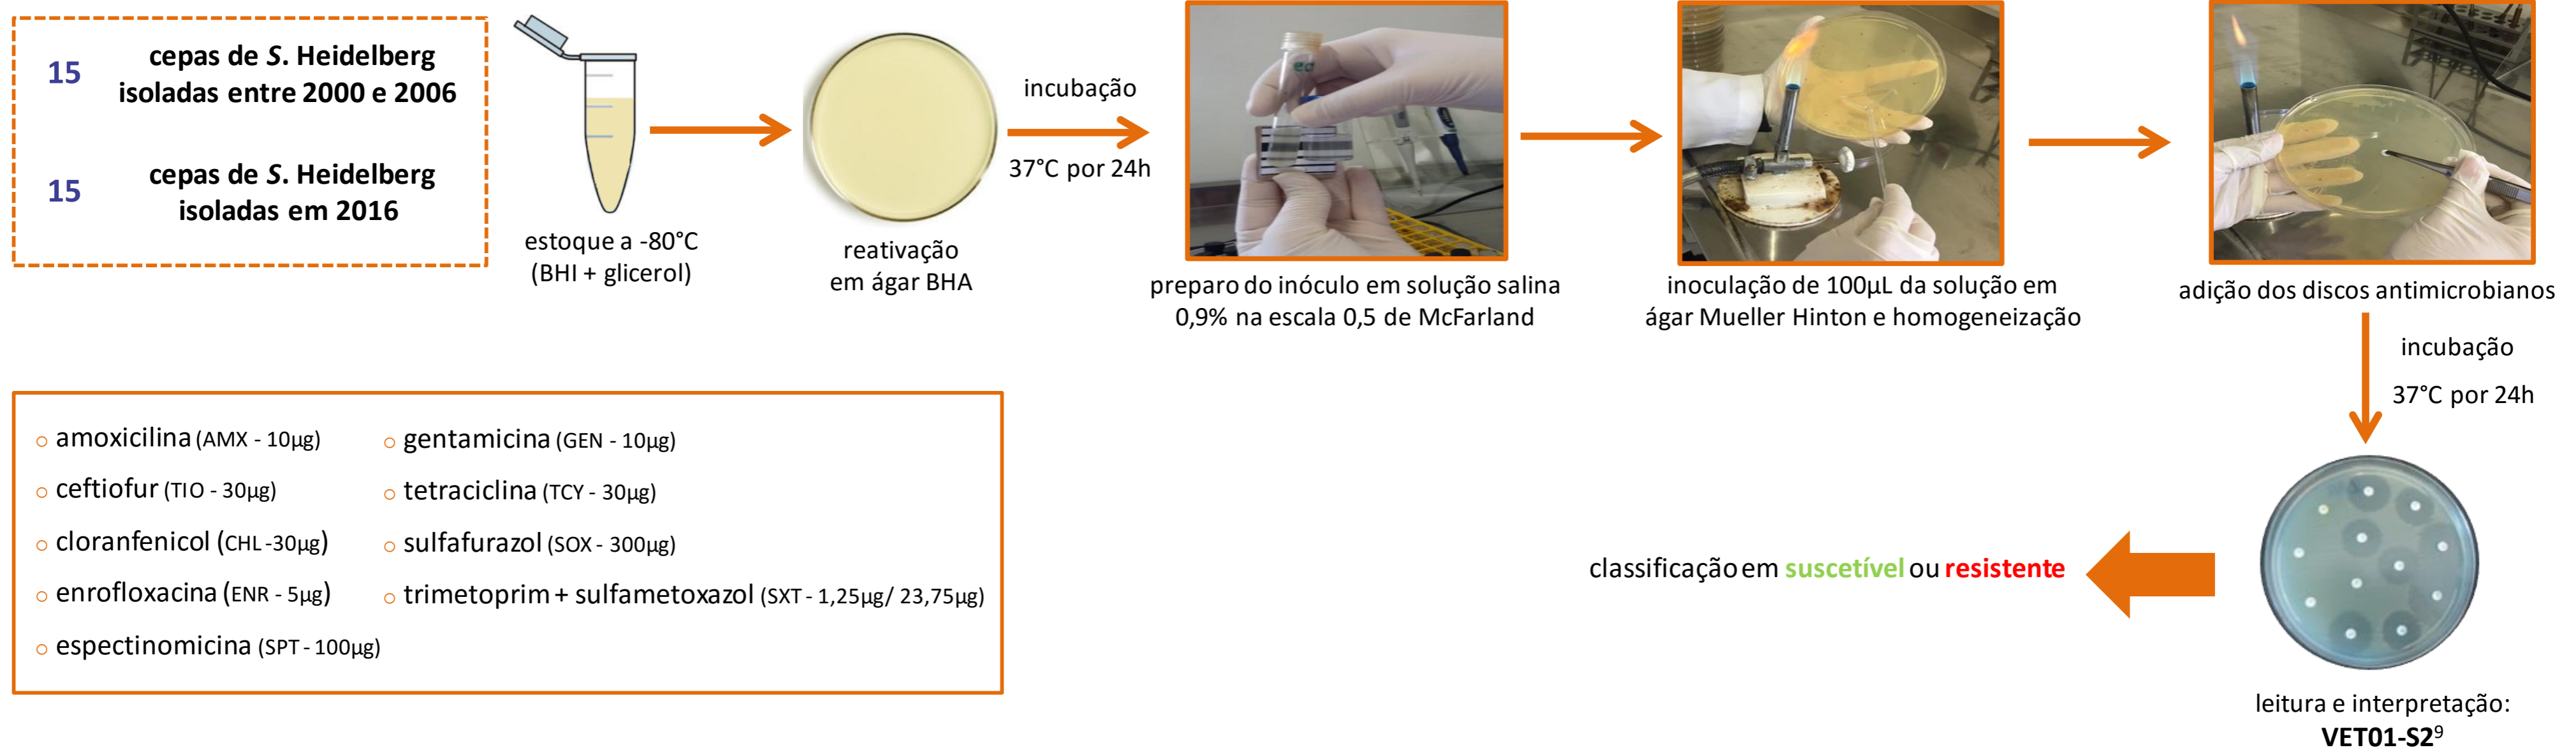 15
cepas de S. Heidelberg
isoladas entre 2000 e 2006
15
cepas de S. Heidelberg
isoladas em 2016
estoque a -80°C
(BHI + glicerol)
reativação
em ágar BHA
incubação
37°C por 24h
preparo do inóculo em solução salina
0,9% na escala 0,5 de McFarland
inoculação de 100µL da solução em
ágar Mueller Hinton e homogeneização
adição dos discos antimicrobianos
incubação
37°C por 24h
leitura e interpretação:
VET01-S2⁹
classificação em suscetível ou resistente
amoxicilina (AMX - 10µg)
ceftiofur (TIO - 30µg)
cloranfenicol (CHL -30µg)
enrofloxacina (ENR - 5µg)
espectinomicina (SPT - 100µg)
gentamicina (GEN - 10µg)
tetraciclina (TCY - 30µg)
sulfafurazol (SOX - 300µg)
trimetoprim + sulfametoxazol (SXT - 1,25µg/ 23,75µg)